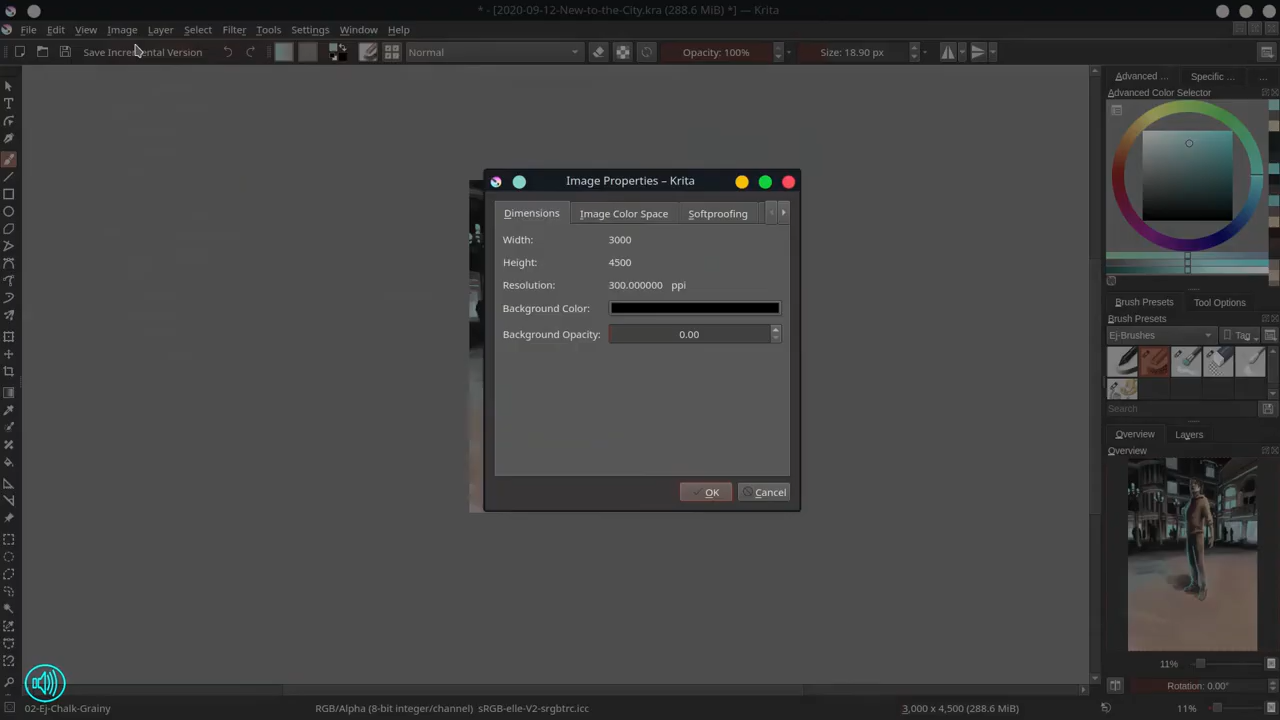 * - [2020-09-12-New-to-the-City.kra (288.6 MiB) *] — Krita
File Edit View Image Layer Select Filter Tools Settings Window Help
Save Incremental Version Normal Opacity: 100% Size: 18.90 px
Advanced ... Specific ... ...
Advanced Color Selector
Image Properties – Krita
Dimensions Image Color Space Softproofing
Width: 3000
Height: 4500
Resolution: 300.000000 ppi
Background Color:
Background Opacity: 0.00
OK Cancel
Brush Presets Tool Options
Brush Presets
Ej-Brushes Tag
Search
Overview Layers
Overview
11%
Rotation: 0.00°
02-Ej-Chalk-Grainy RGB/Alpha (8-bit integer/channel) sRGB-elle-V2-srgbtrc.icc 3,000 x 4,500 (288.6 MiB) 11%